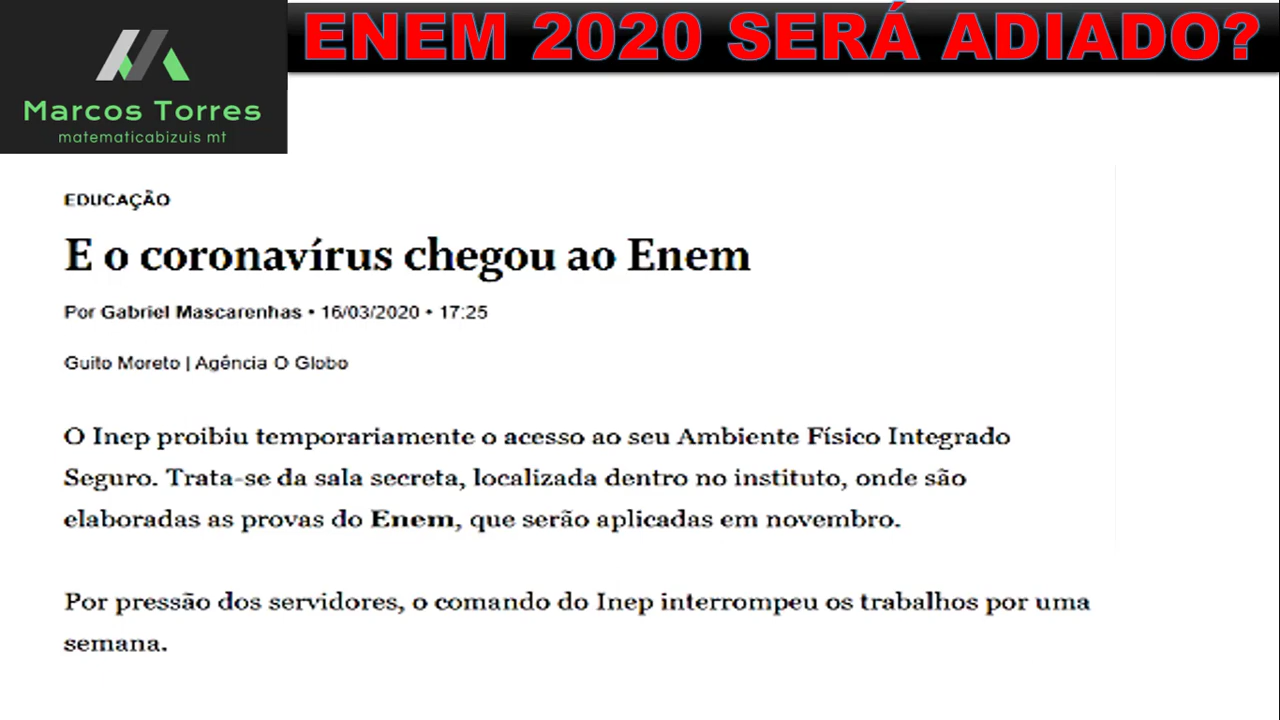 ENEM 2020 SERÁ ADIADO?
Marcos Torres
matematicabizuis mt
EDUCAÇÃO
E o coronavírus chegou ao Enem
Por Gabriel Mascarenhas • 16/03/2020 • 17:25
Guito Moreto | Agência O Globo
O Inep proibiu temporariamente o acesso ao seu Ambiente Físico Integrado
Seguro. Trata-se da sala secreta, localizada dentro no instituto, onde são
elaboradas as provas do Enem, que serão aplicadas em novembro.
Por pressão dos servidores, o comando do Inep interrompeu os trabalhos por uma
semana.